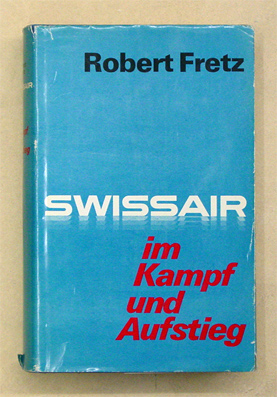 Robert Fretz
SWISSAIR
im
Kampf
und
Aufstieg